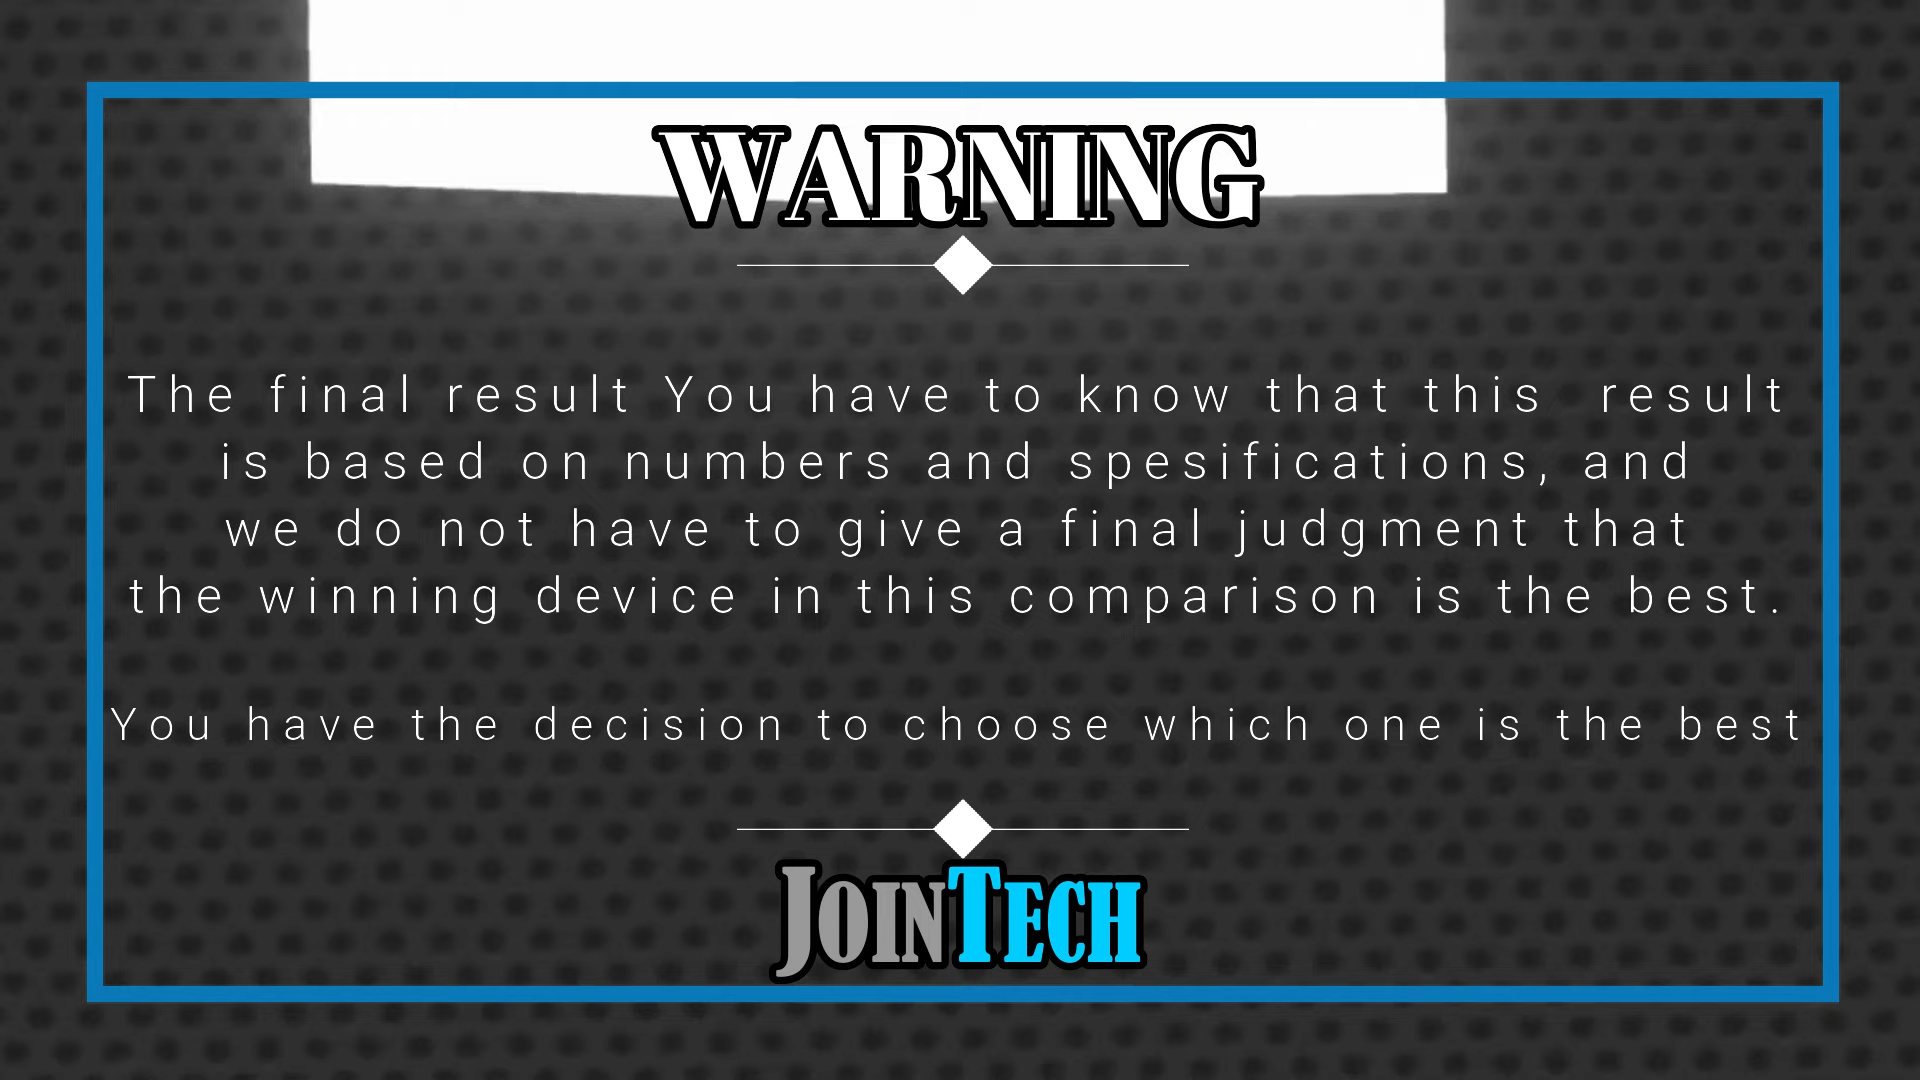 WARNING
The final result You have to know that this  result
is based on numbers and spesifications, and
we do not have to give a final judgment that
the winning device in this comparison is the best.
You have the decision to choose which one is the best
JOINTECH